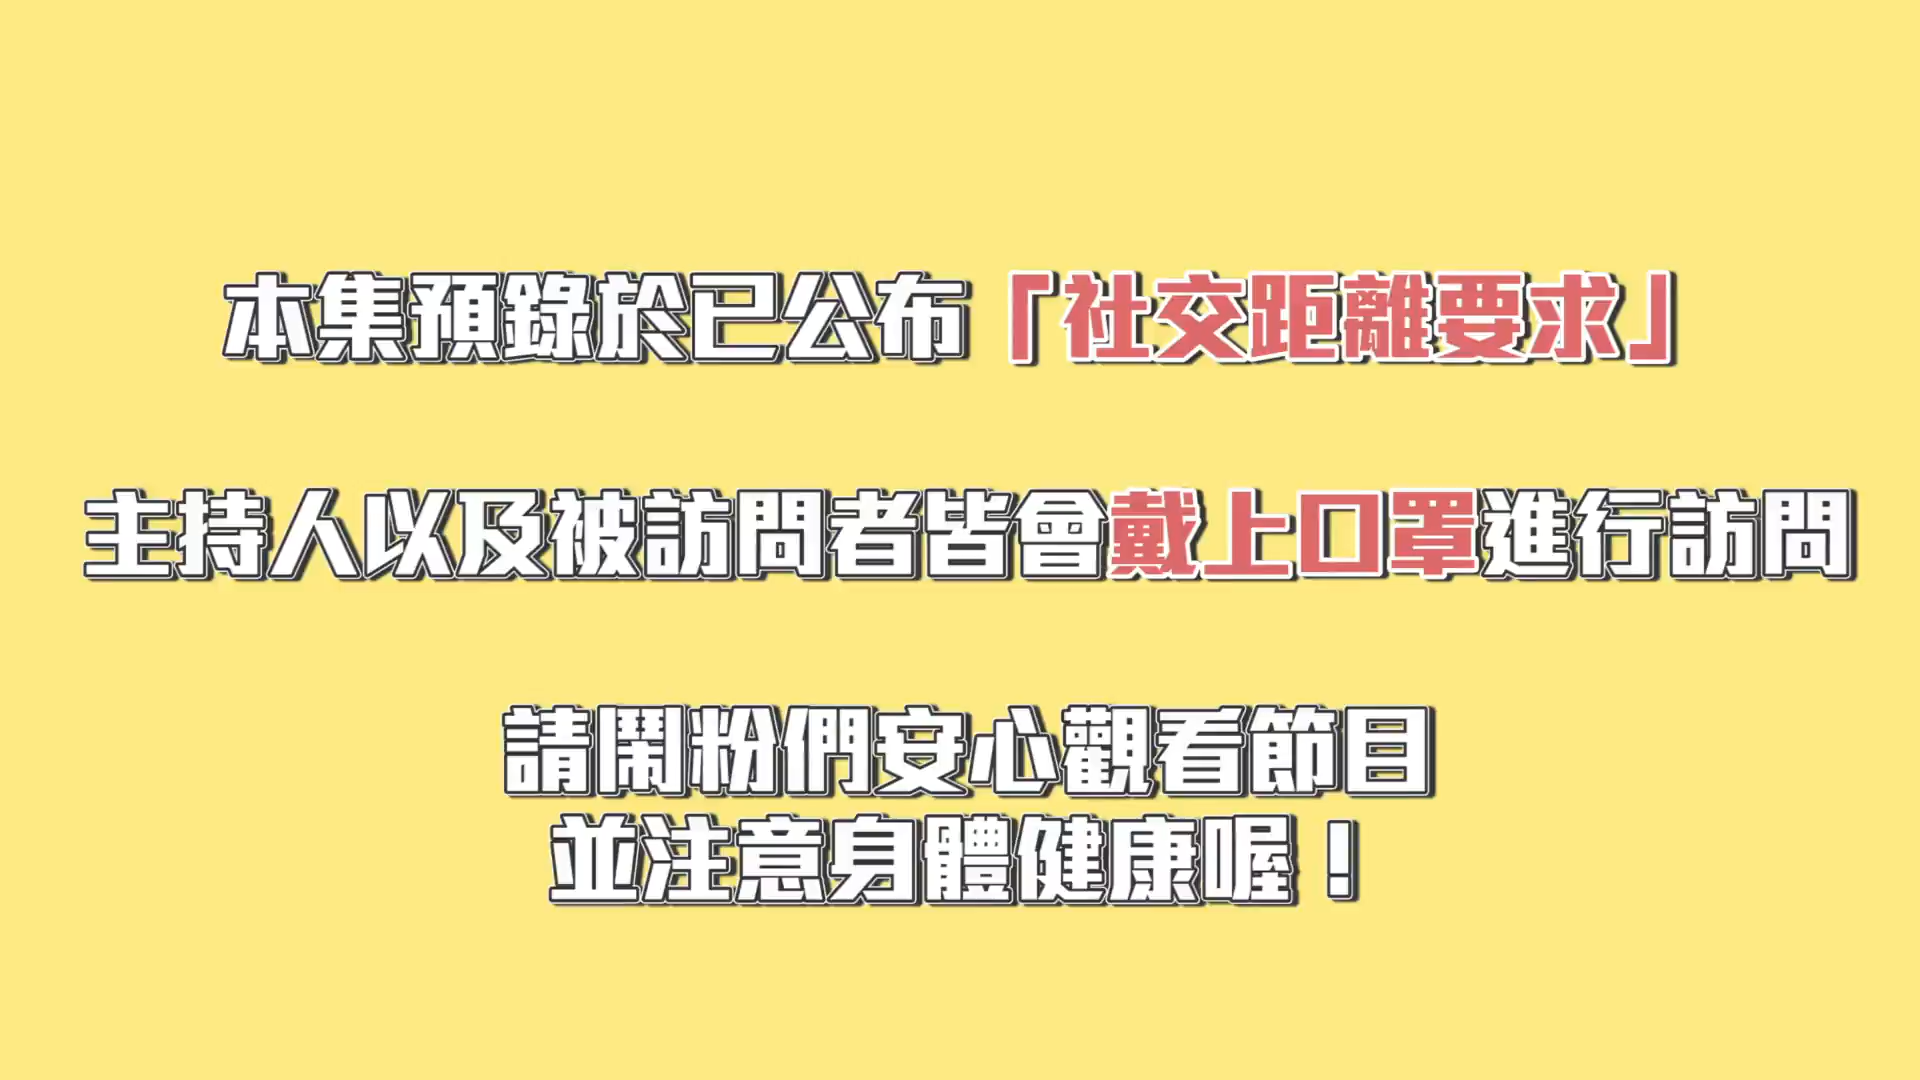 本集預錄於已公布「社交距離要求」
主持人以及被訪問者皆會戴上口罩進行訪問
請鬧粉們安心觀看節目
並注意身體健康喔！